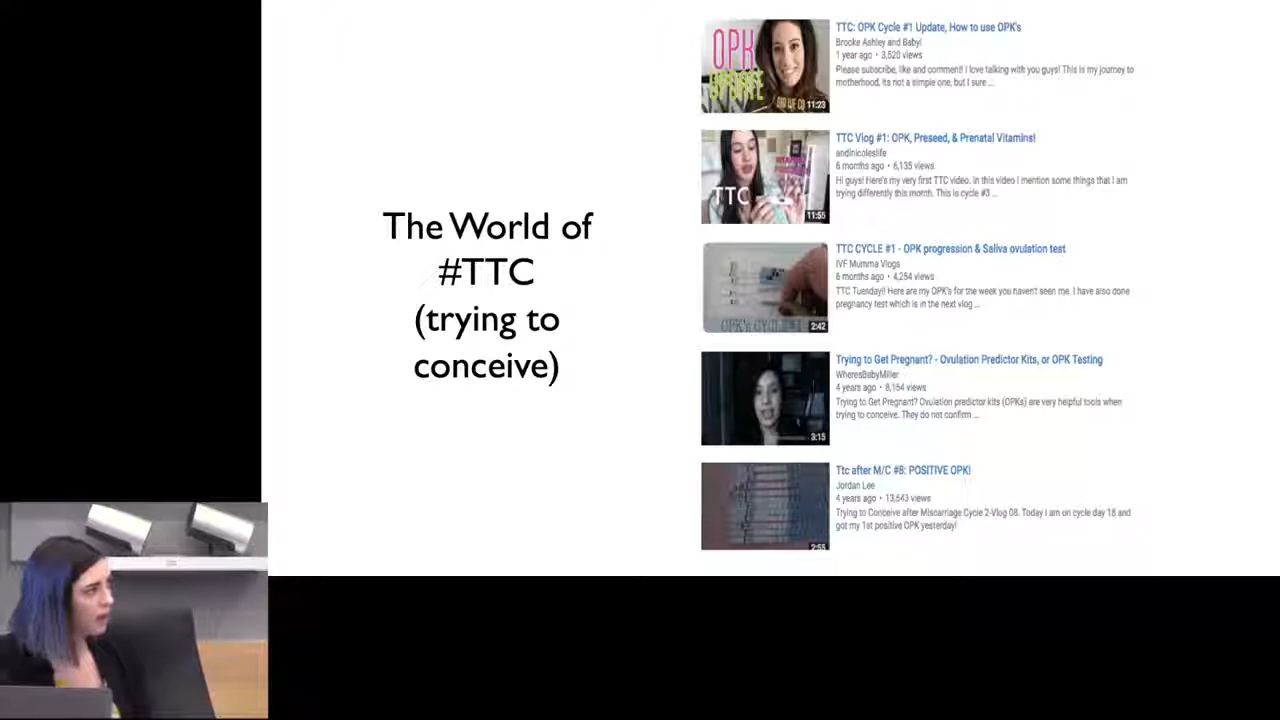 The World of
#TTC
(trying to
conceive)
OPK
UPDATE
11:23
TTC: OPK Cycle #1 Update, How to use OPK's
Brooke Ashley and Baby!
1 year ago • 3,520 views
Please subscribe, like and comment!! I love talking with you guys! This is my journey to
motherhood, its not a simple one, but I sure ...
TTC
11:55
TTC Vlog #1: OPK, Preseed, & Prenatal Vitamins!
andinicoleslife
6 months ago • 6,135 views
Hi guys! Here's my very first TTC video. In this video I mention some things that I am
trying differently this month. This is cycle #3 ...
OPK's CYCLE #1
2:42
TTC CYCLE #1 - OPK progression & Saliva ovulation test
IVF Mumma Vlogs
6 months ago • 4,254 views
TTC Tuesday!! Here are my OPK's for the week you haven't seen me. I have also done
pregnancy test which is in the next vlog ...
3:15
Trying to Get Pregnant? - Ovulation Predictor Kits, or OPK Testing
WheresBabyMiller
4 years ago • 8,154 views
Trying to Get Pregnant? Ovulation predictor kits (OPKs) are very helpful tools when
trying to conceive. They do not confirm ...
2:55
Ttc after M/C #8: POSITIVE OPK!
Jordan Lee
4 years ago • 13,543 views
Trying to Conceive after Miscarriage Cycle 2-Vlog 08. Today i am on cycle day 18 and
got my 1st positive OPK yesterday!